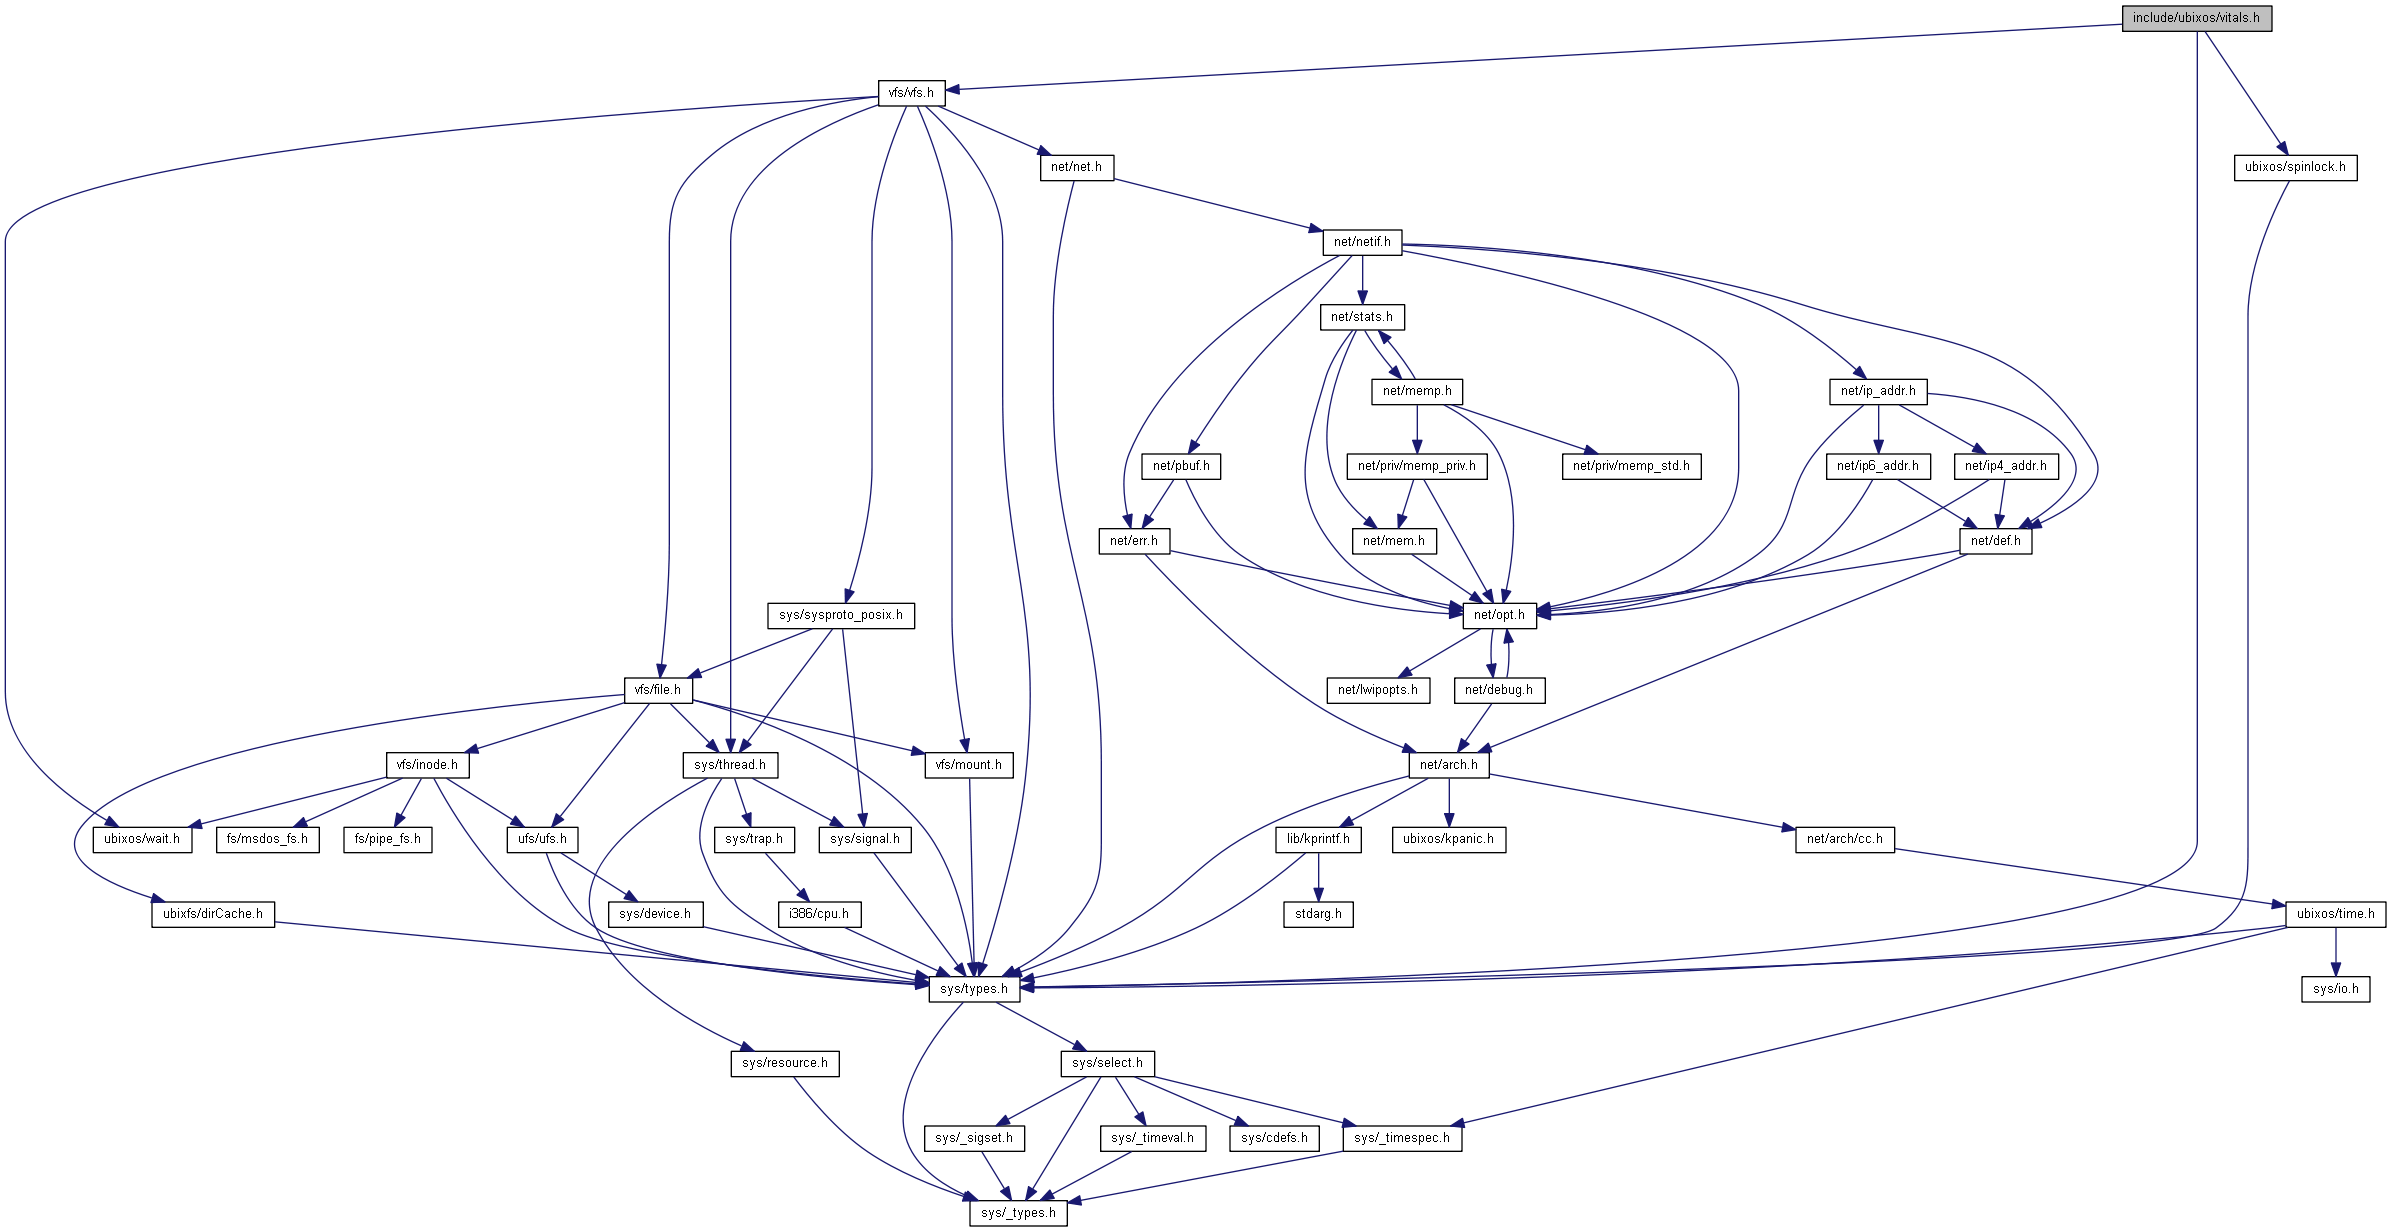 include/ubixos/vitals.h
vfs/vfs.h
net/net.h
ubixos/spinlock.h
net/netif.h
net/stats.h
net/memp.h
net/ip_addr.h
net/pbuf.h
net/priv/memp_priv.h
net/priv/memp_std.h
net/ip6_addr.h
net/ip4_addr.h
net/err.h
net/mem.h
net/def.h
sys/sysproto_posix.h
net/opt.h
vfs/file.h
net/lwipopts.h
net/debug.h
vfs/inode.h
sys/thread.h
vfs/mount.h
net/arch.h
ubixos/wait.h
fs/msdos_fs.h
fs/pipe_fs.h
ufs/ufs.h
sys/trap.h
sys/signal.h
lib/kprintf.h
ubixos/kpanic.h
net/arch/cc.h
ubixfs/dirCache.h
sys/device.h
i386/cpu.h
stdarg.h
ubixos/time.h
sys/types.h
sys/io.h
sys/resource.h
sys/select.h
sys/_sigset.h
sys/_timeval.h
sys/cdefs.h
sys/_timespec.h
sys/_types.h